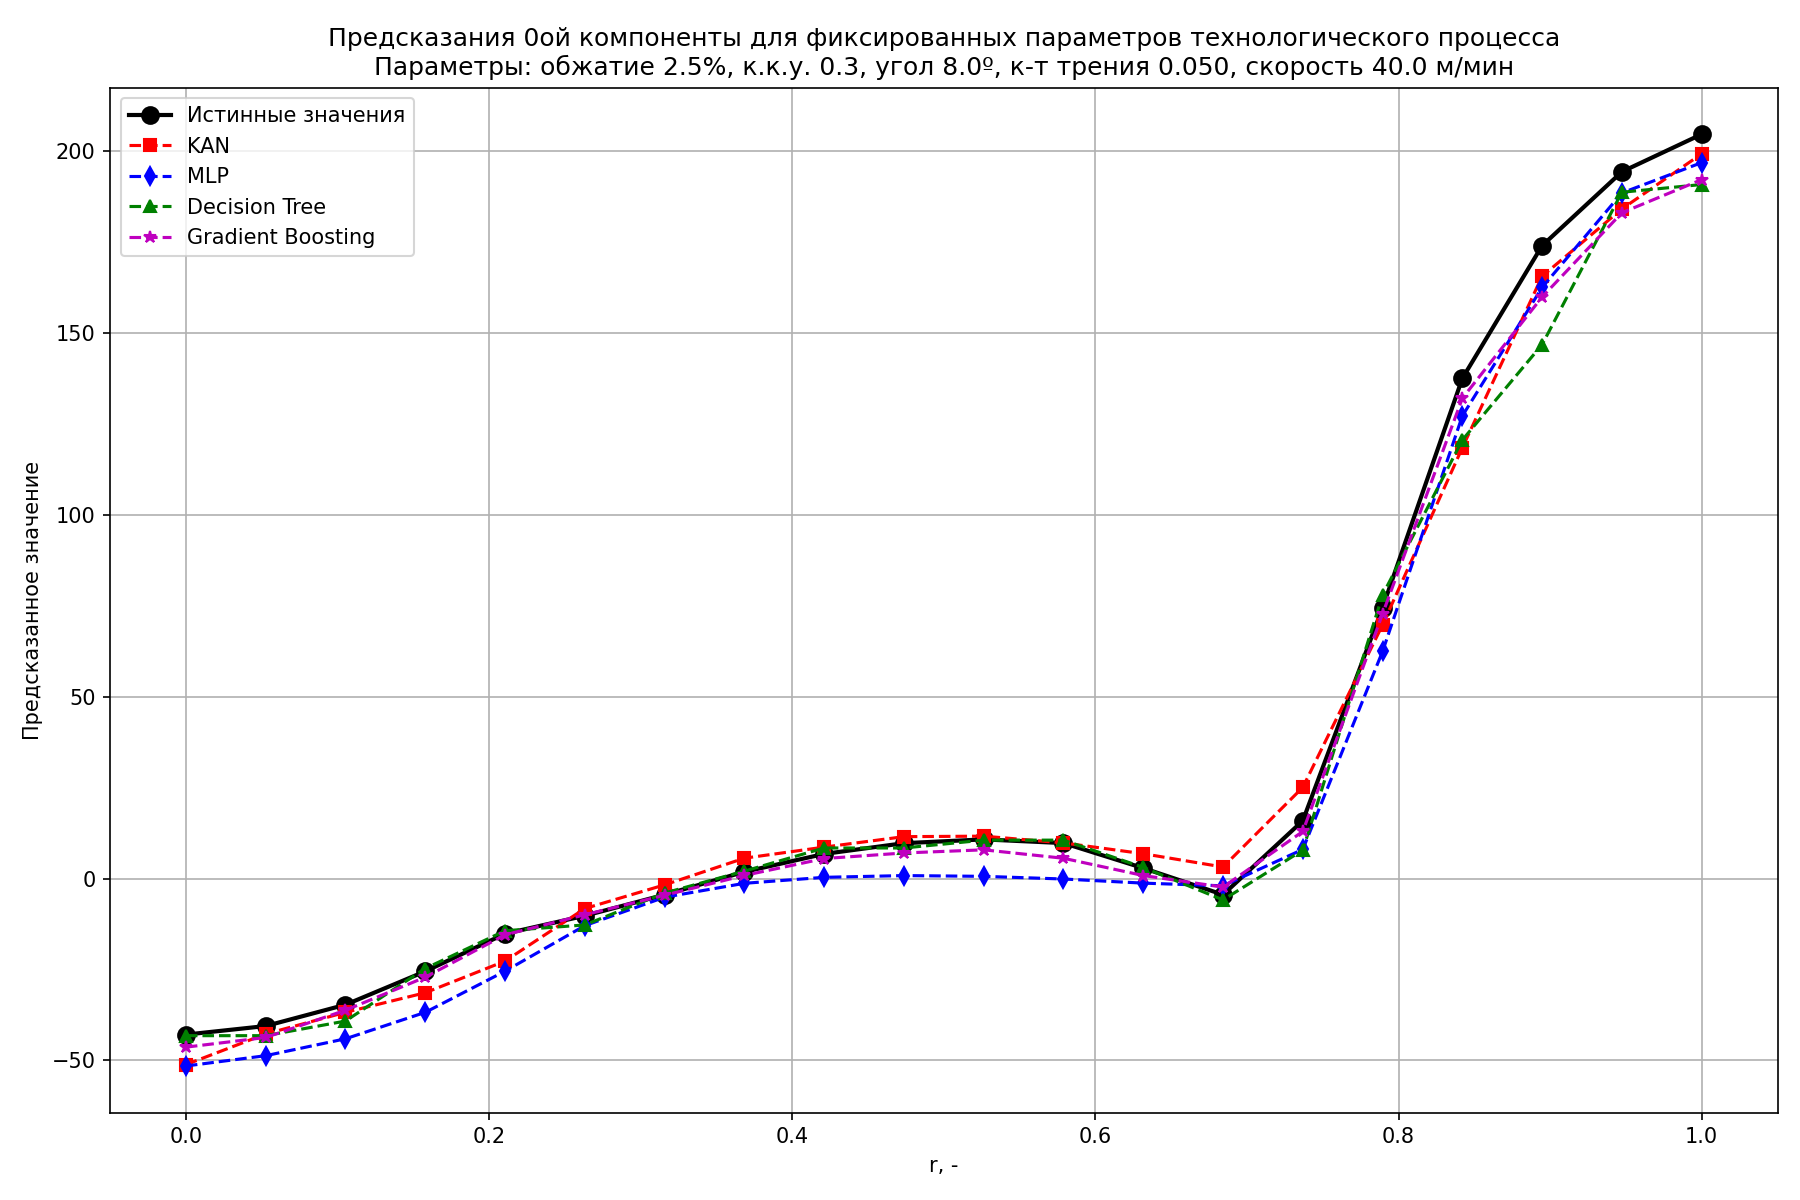 Предсказания 0ой компоненты для фиксированных параметров технологического процесса
Параметры: обжатие 2.5%, к.к.у. 0.3, угол 8.0º, к-т трения 0.050, скорость 40.0 м/мин
Истинные значения
KAN
MLP
Decision Tree
Gradient Boosting
Предсказанное значение
200
150
100
50
0
−50
0.0
0.2
0.4
0.6
0.8
1.0
r, -